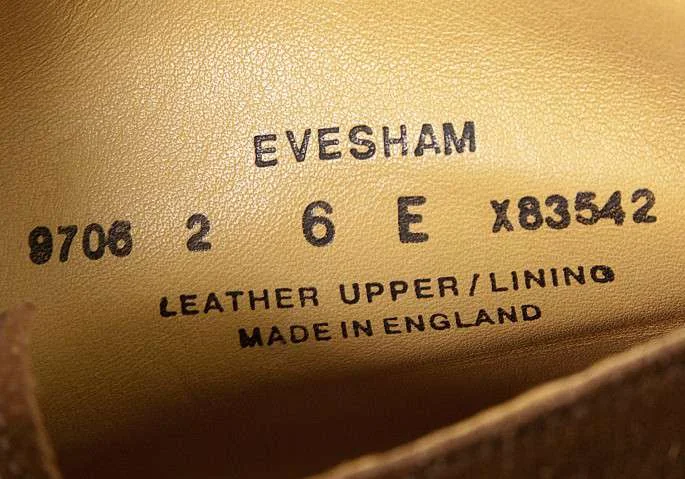 EVESHAM
9706 2 6 E X83542
LEATHER UPPER/LINING
MADE IN ENGLAND